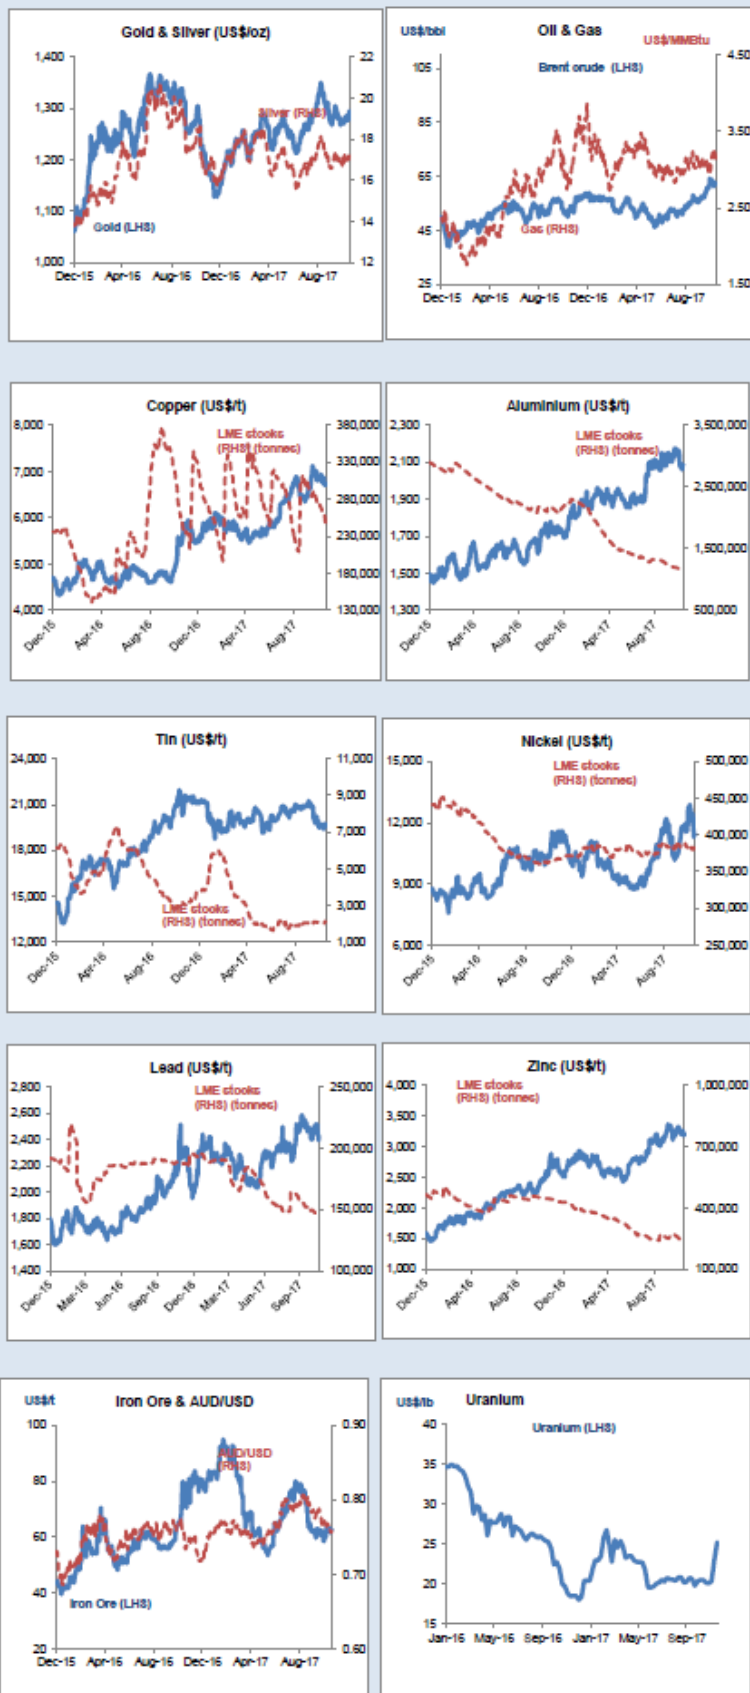 Gold & Silver (US$/oz)
1,400
1,300
1,200
1,100
1,000
22
20
18
16
14
12
Silver (RHS)
Gold (LHS)
Dec-15 Apr-16 Aug-16 Dec-16 Apr-17 Aug-17
US$/bbl
Oil & Gas
US$/MMBtu
Brent crude (LHS)
105
85
65
45
25
4.50
3.50
2.50
1.50
Gas (RHS)
Dec-15 Apr-16 Aug-16 Dec-16 Apr-17 Aug-17
Copper (US$/t)
8,000
7,000
6,000
5,000
4,000
LME stocks
(RHS) (tonnes)
380,000
330,000
280,000
230,000
180,000
130,000
Dec-15 Apr-16 Aug-16 Dec-16 Apr-17 Aug-17
Aluminium (US$/t)
2,300
2,100
1,900
1,700
1,500
1,300
LME stocks
(RHS) (tonnes)
3,500,000
2,500,000
1,500,000
500,000
Dec-15 Apr-16 Aug-16 Dec-16 Apr-17 Aug-17
Tin (US$/t)
24,000
21,000
18,000
15,000
12,000
11,000
9,000
7,000
5,000
3,000
1,000
LME stocks
(RHS) (tonnes)
Dec-15 Apr-16 Aug-16 Dec-16 Apr-17 Aug-17
Nickel (US$/t)
15,000
12,000
9,000
6,000
LME stocks
(RHS) (tonnes)
500,000
450,000
400,000
350,000
300,000
250,000
Dec-15 Apr-16 Aug-16 Dec-16 Apr-17 Aug-17
Lead (US$/t)
2,800
2,600
2,400
2,200
2,000
1,800
1,600
1,400
LME stocks
(RHS) (tonnes)
250,000
200,000
150,000
100,000
Dec-15 Mar-16 Jun-16 Sep-16 Dec-16 Mar-17 Jun-17 Sep-17
Zinc (US$/t)
4,000
3,500
3,000
2,500
2,000
1,500
1,000
LME stocks
(RHS) (tonnes)
1,000,000
700,000
400,000
100,000
Dec-15 Apr-16 Aug-16 Dec-16 Apr-17 Aug-17
US$/t
Iron Ore & AUD/USD
100
80
60
40
20
0.90
0.80
0.70
0.60
AUD/USD
(RHS)
Iron Ore (LHS)
Dec-15 Apr-16 Aug-16 Dec-16 Apr-17 Aug-17
US$/lb
Uranium
Uranium (LHS)
40
35
30
25
20
15
Jan-16 May-16 Sep-16 Jan-17 May-17 Sep-17